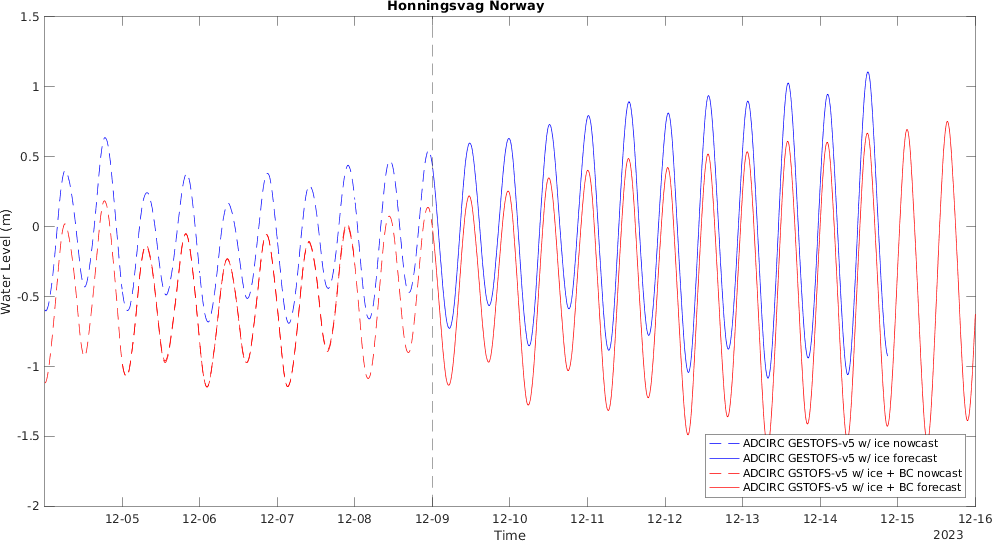 Honningsvag Norway
1.5
1
0.5
0
-0.5
-1
-1.5
-2
Water Level (m)
12-05 12-06 12-07 12-08 12-09 12-10 12-11 12-12 12-13 12-14 12-15 12-16
Time
2023
ADCIRC GESTOFS-v5 w/ ice nowcast
ADCIRC GESTOFS-v5 w/ ice forecast
ADCIRC GSTOFS-v5 w/ ice + BC nowcast
ADCIRC GSTOFS-v5 w/ ice + BC forecast